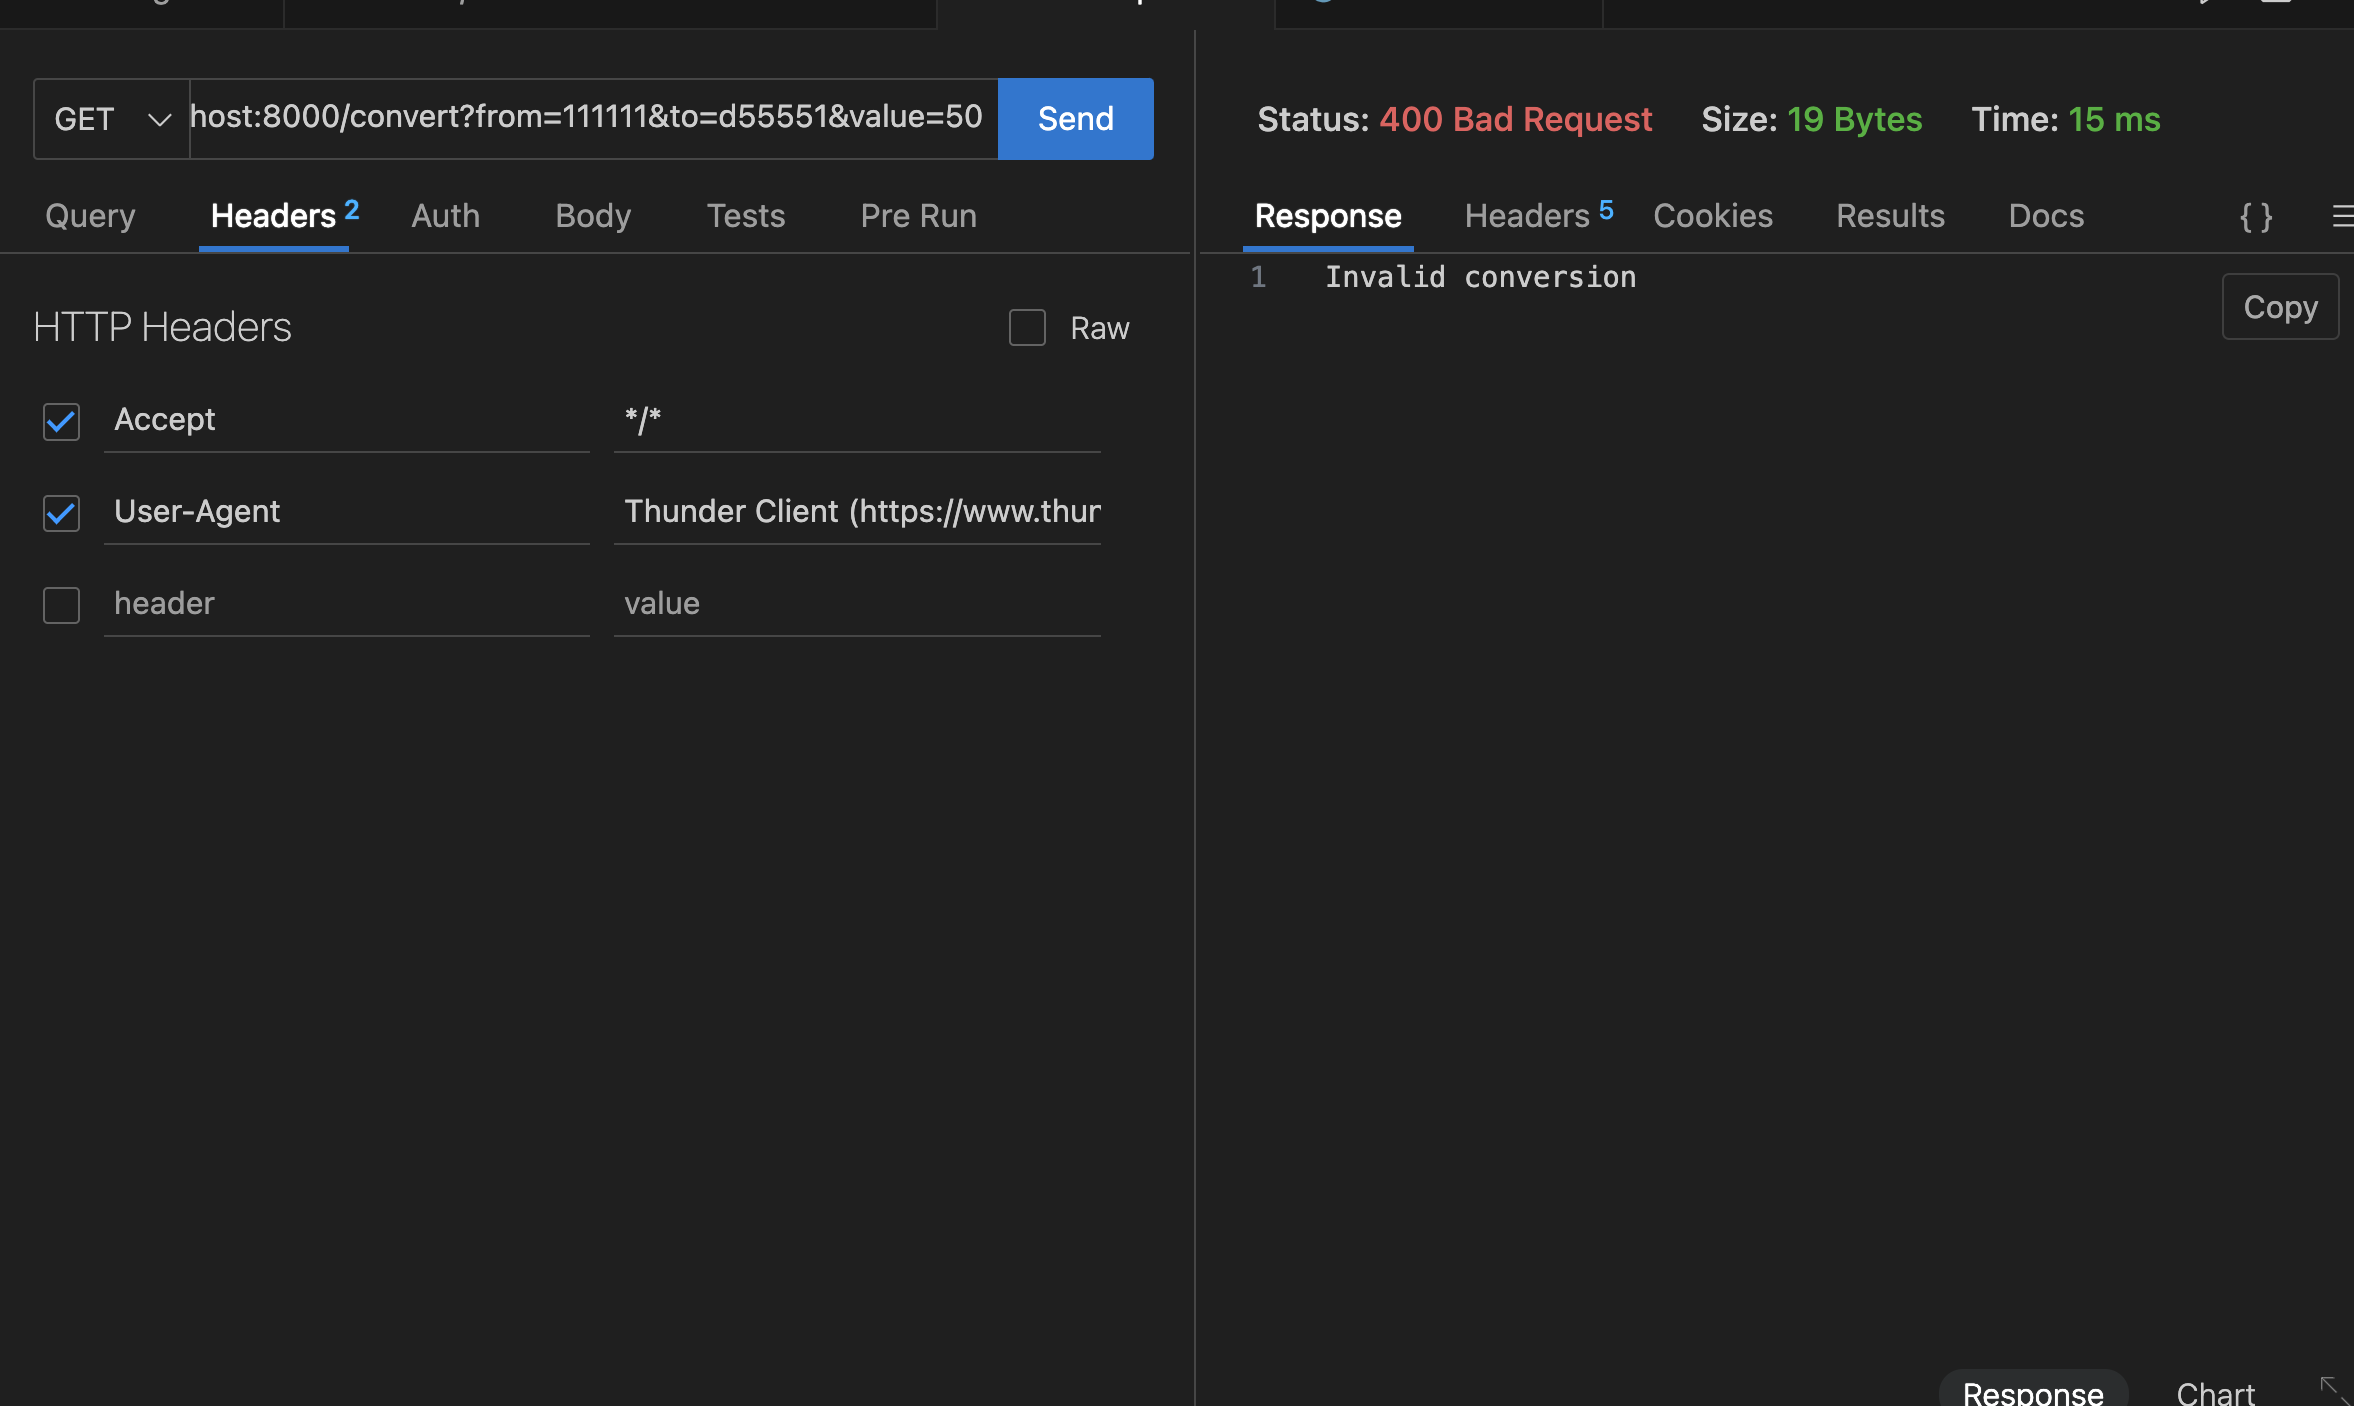 GET
host:8000/convert?from=111111&to=d55551&value=50
Send
Status: 400 Bad Request Size: 19 Bytes Time: 15 ms
Query Headers 2 Auth Body Tests Pre Run
Response Headers 5 Cookies Results Docs { }
HTTP Headers
Raw
Accept */*
User-Agent Thunder Client (https://www.thun
header value
1 Invalid conversion
Copy
Response Chart